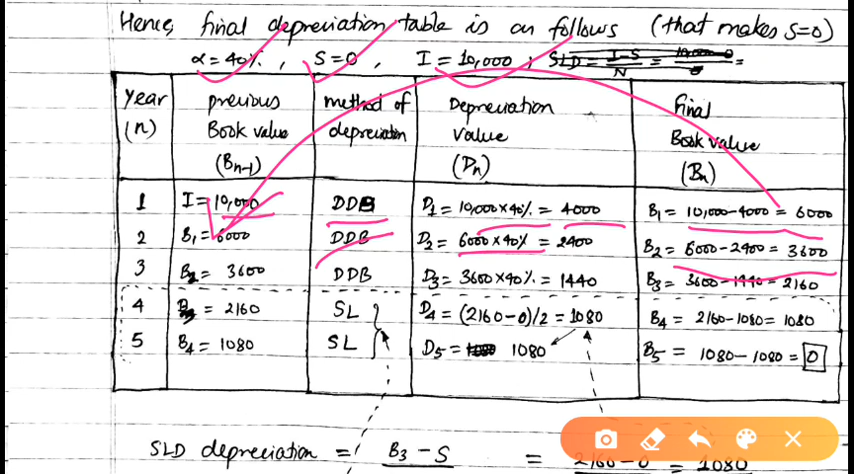 Hence final depreciation table is as follows (that makes S=0)
α = 40%, S=0, I = 10,000, SLD = I-S/N = 10,000-0/5 =
year (n) previous Book value (Bn-1) method of depreciation Depreciation value (Dn) Final Book value (Bn)
1 I = 10,000 DDB D1 = 10,000×40% = 4000 B1 = 10,000-4000 = 6000
2 B1 = 6000 DDB D2 = 6000×40% = 2400 B2 = 6000-2400 = 3600
3 B2 = 3600 DDB D3 = 3600×40% = 1440 B3 = 3600-1440 = 2160
4 B3 = 2160 SL D4 = (2160-0)/2 = 1080 B4 = 2160-1080 = 1080
5 B4 = 1080 SL D5 = 1080 B5 = 1080-1080 = 0
SLD depreciation = B3 - S = 2160-0 = 1080